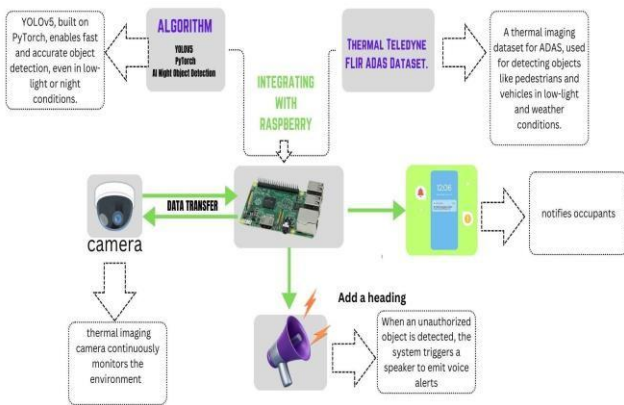 YOLOv5, built on
PyTorch, enables fast
and accurate object
detection, even in low-
light or night
conditions.
ALGORITHM
YOLOV5
PyTorch
AI Night Object Detection
INTEGRATING
WITH
RASPBERRY
THERMAL TELEDYNE
FLIR ADAS DATASET.
A thermal imaging
dataset for ADAS, used
for detecting objects
like pedestrians and
vehicles in low-light
and weather
conditions.
DATA TRANSFER
camera
12:06
notifies occupants
thermal imaging
camera continuously
monitors the
environment
Add a heading
When an unauthorized
object is detected, the
system triggers a
speaker to emit voice
alerts